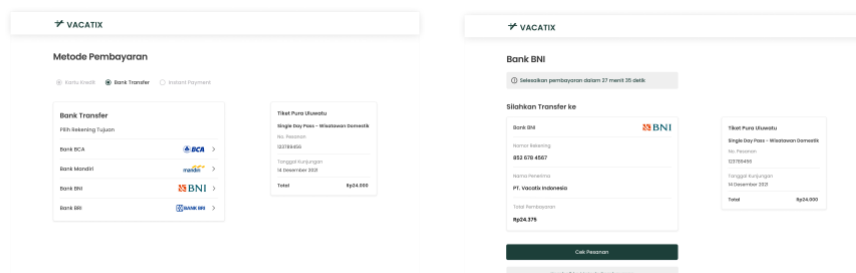 VACATIX
Metode Pembayaran
Kartu Kredit
Bank Transfer
Instant Payment
Bank Transfer
Pilih Rekening Tujuan
Bank BCA
BCA
Bank Mandiri
mandiri
Bank BNI
BNI
Bank BRI
BANK BRI
Tiket Pura Uluwatu
Single Day Pass - Wisatawan Domestik
No. Pesanan
123789456
Tanggal Kunjungan
14 Desember 2021
Total Rp24.000
VACATIX
Bank BNI
Selesaikan pembayaran dalam 27 menit 35 detik
Silahkan Transfer ke
Bank BNI
BNI
Nomor Rekening
852 678 4567
Nama Penerima
PT. Vacatix Indonesia
Total Pembayaran
Rp24.379
Cek Pesanan
Tiket Pura Uluwatu
Single Day Pass - Wisatawan Domestik
No. Pesanan
123789456
Tanggal Kunjungan
14 Desember 2021
Total Rp24.000